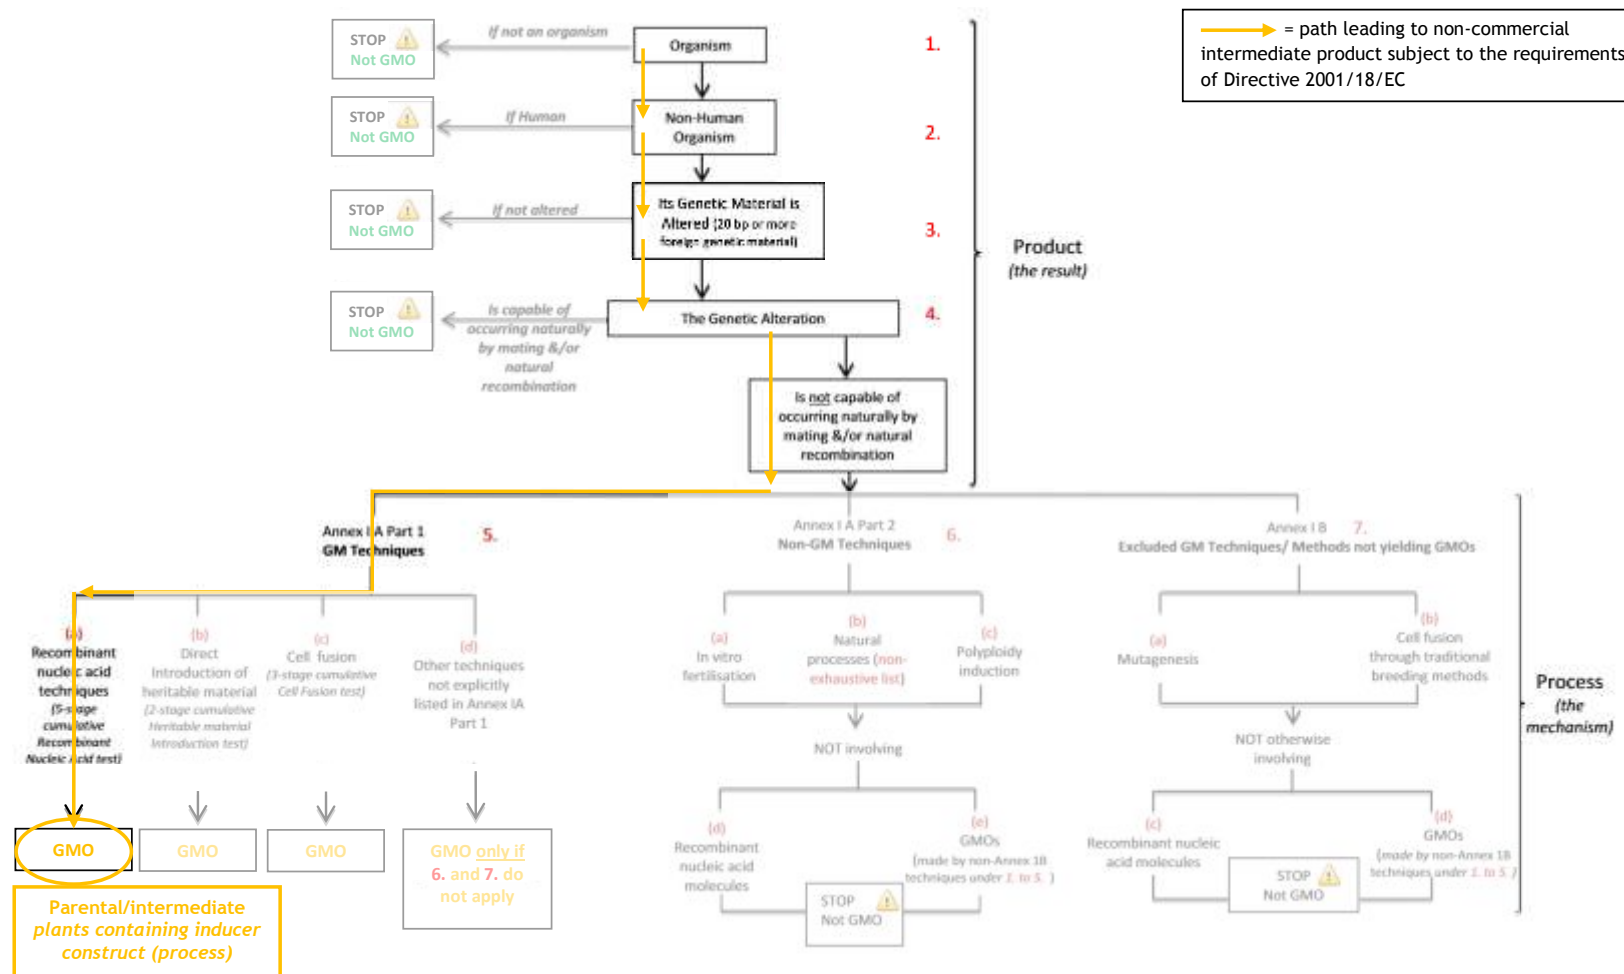 = path leading to non-commercial
intermediate product subject to the requirements
of Directive 2001/18/EC
STOP
Not GMO
If not an organism
Organism
1.
STOP
Not GMO
If Human
Non-Human
Organism
2.
STOP
Not GMO
If not altered
Its Genetic Material is
Altered (20 bp or more
foreign genetic material)
3.
Product
(the result)
STOP
Not GMO
Is capable of
occurring naturally
by mating &/or
natural
recombination
The Genetic Alteration
4.
Is not capable of
occurring naturally by
mating &/or natural
recombination
Annex I A Part 1
GM Techniques
5.
Annex I A Part 2
Non-GM Techniques
6.
Annex I B
7.
Excluded GM Techniques/ Methods not yielding GMOs
(a)
Recombinant
nucleic acid
techniques
(5-stage
cumulative
Recombinant
Nucleic Acid test)
(b)
Direct
Introduction of
heritable material
(2-stage cumulative
Heritable material
Introduction test)
(c)
Cell fusion
(3-stage cumulative
Cell Fusion test)
(d)
Other techniques
not explicitly
listed in Annex IA
Part 1
(a)
In vitro
fertilisation
(b)
Natural
processes (non-
exhaustive list)
(c)
Polyploidy
induction
(a)
Mutagenesis
(b)
Cell fusion
through traditional
breeding methods
Process
(the
mechanism)
NOT involving
NOT otherwise
involving
GMO
GMO
GMO
GMO only if
6. and 7. do
not apply
(d)
Recombinant
nucleic acid
molecules
(e)
GMOs
(made by non-Annex 1B
techniques under 1. to 5. )
STOP
Not GMO
(c)
Recombinant nucleic
acid molecules
(d)
GMOs
(made by non-Annex 1B
techniques under 1. to 5. )
STOP
Not GMO
Parental/intermediate
plants containing inducer
construct (process)